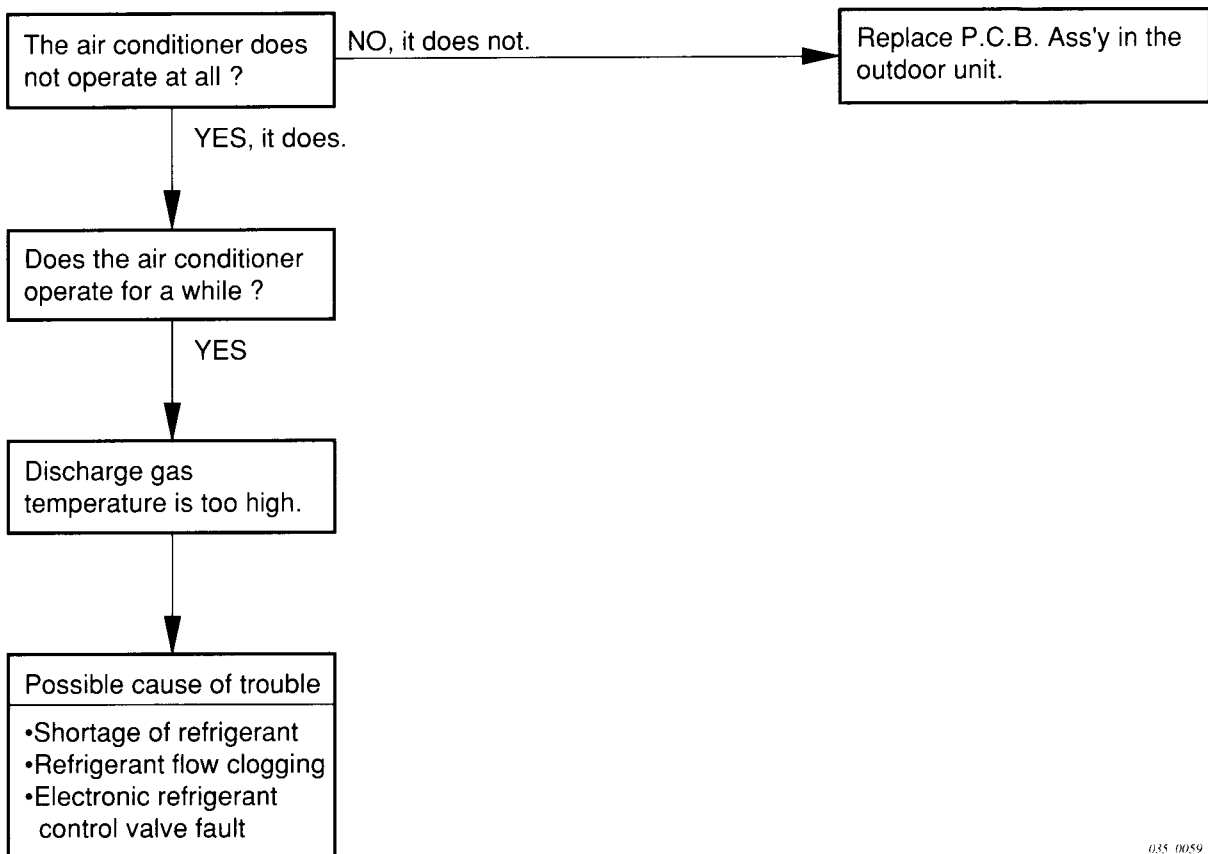 The air conditioner does
not operate at all ?
NO, it does not.
Replace P.C.B. Ass'y in the
outdoor unit.
YES, it does.
Does the air conditioner
operate for a while ?
YES
Discharge gas
temperature is too high.
Possible cause of trouble
•Shortage of refrigerant
•Refrigerant flow clogging
•Electronic refrigerant
control valve fault
035 0059